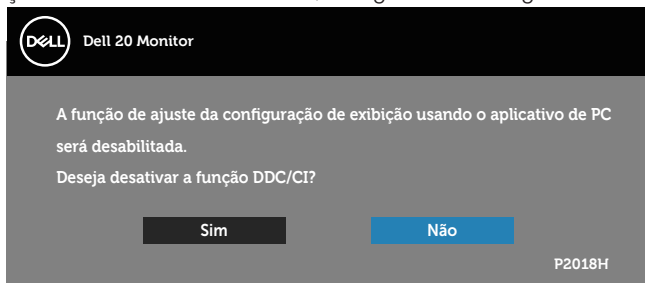 DELL
Dell 20 Monitor
A função de ajuste da configuração de exibição usando o aplicativo de PC
será desabilitada.
Deseja desativar a função DDC/CI?
Sim
Não
P2018H